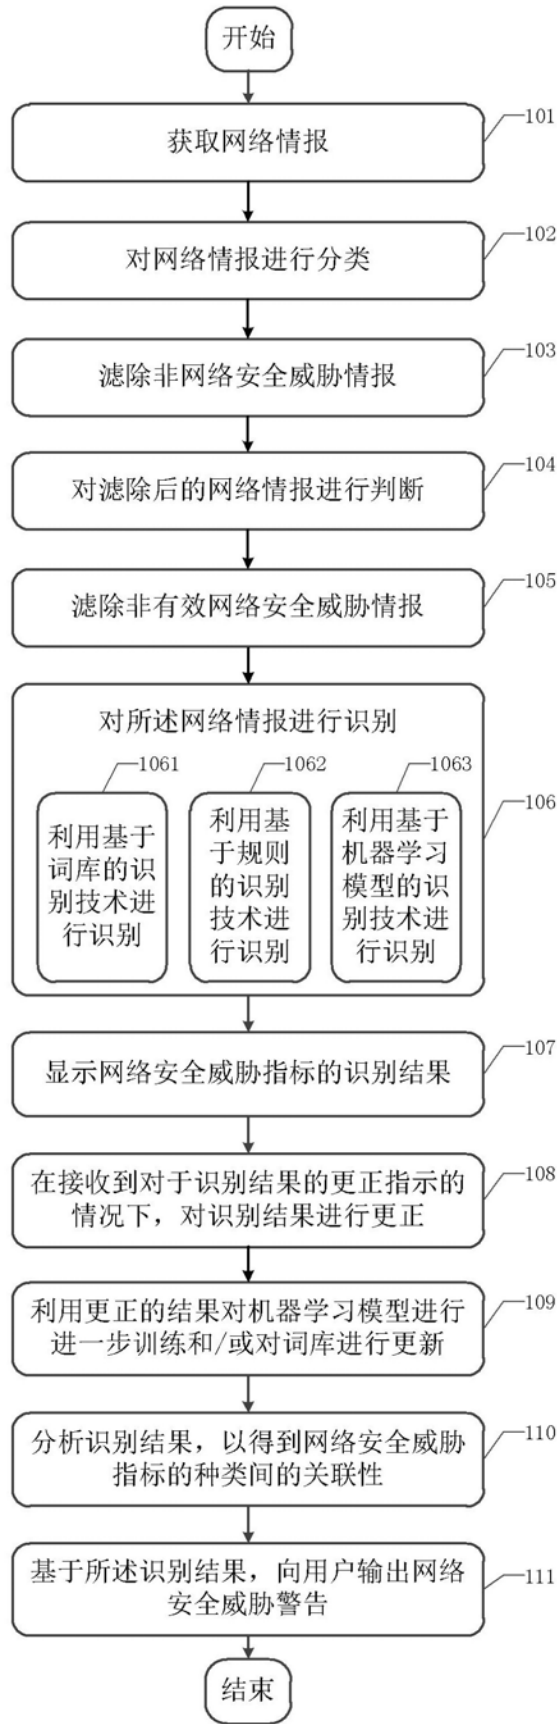 开始
101
获取网络情报
102
对网络情报进行分类
103
滤除非网络安全威胁情报
104
对滤除后的网络情报进行判断
105
滤除非有效网络安全威胁情报
对所述网络情报进行识别
1061
1062
1063
106
利用基于
词库的识
别技术进
行识别
利用基
于规则
的识别
技术进
行识别
利用基于
机器学习
模型的识
别技术进
行识别
107
显示网络安全威胁指标的识别结果
108
在接收到对于识别结果的更正指示的
情况下，对识别结果进行更正
109
利用更正的结果对机器学习模型进行
进一步训练和/或对词库进行更新
110
分析识别结果，以得到网络安全威胁
指标的种类间的关联性
111
基于所述识别结果，向用户输出网络
安全威胁警告
结束